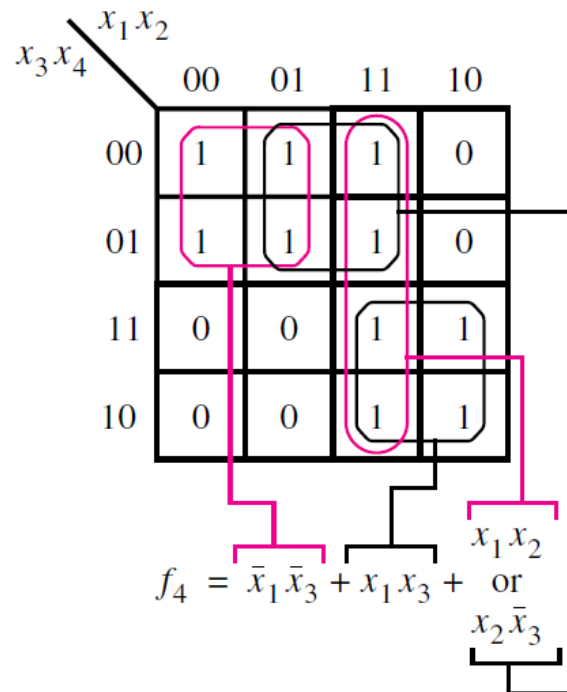 x₁x₂
x₃x₄
00 01 11 10
00 1 1 1 0
01 1 1 1 0
11 0 0 1 1
10 0 0 1 1
x₁x₂
f₄ = x̄₁x̄₃ + x₁x₃ + or
x₂x̄₃